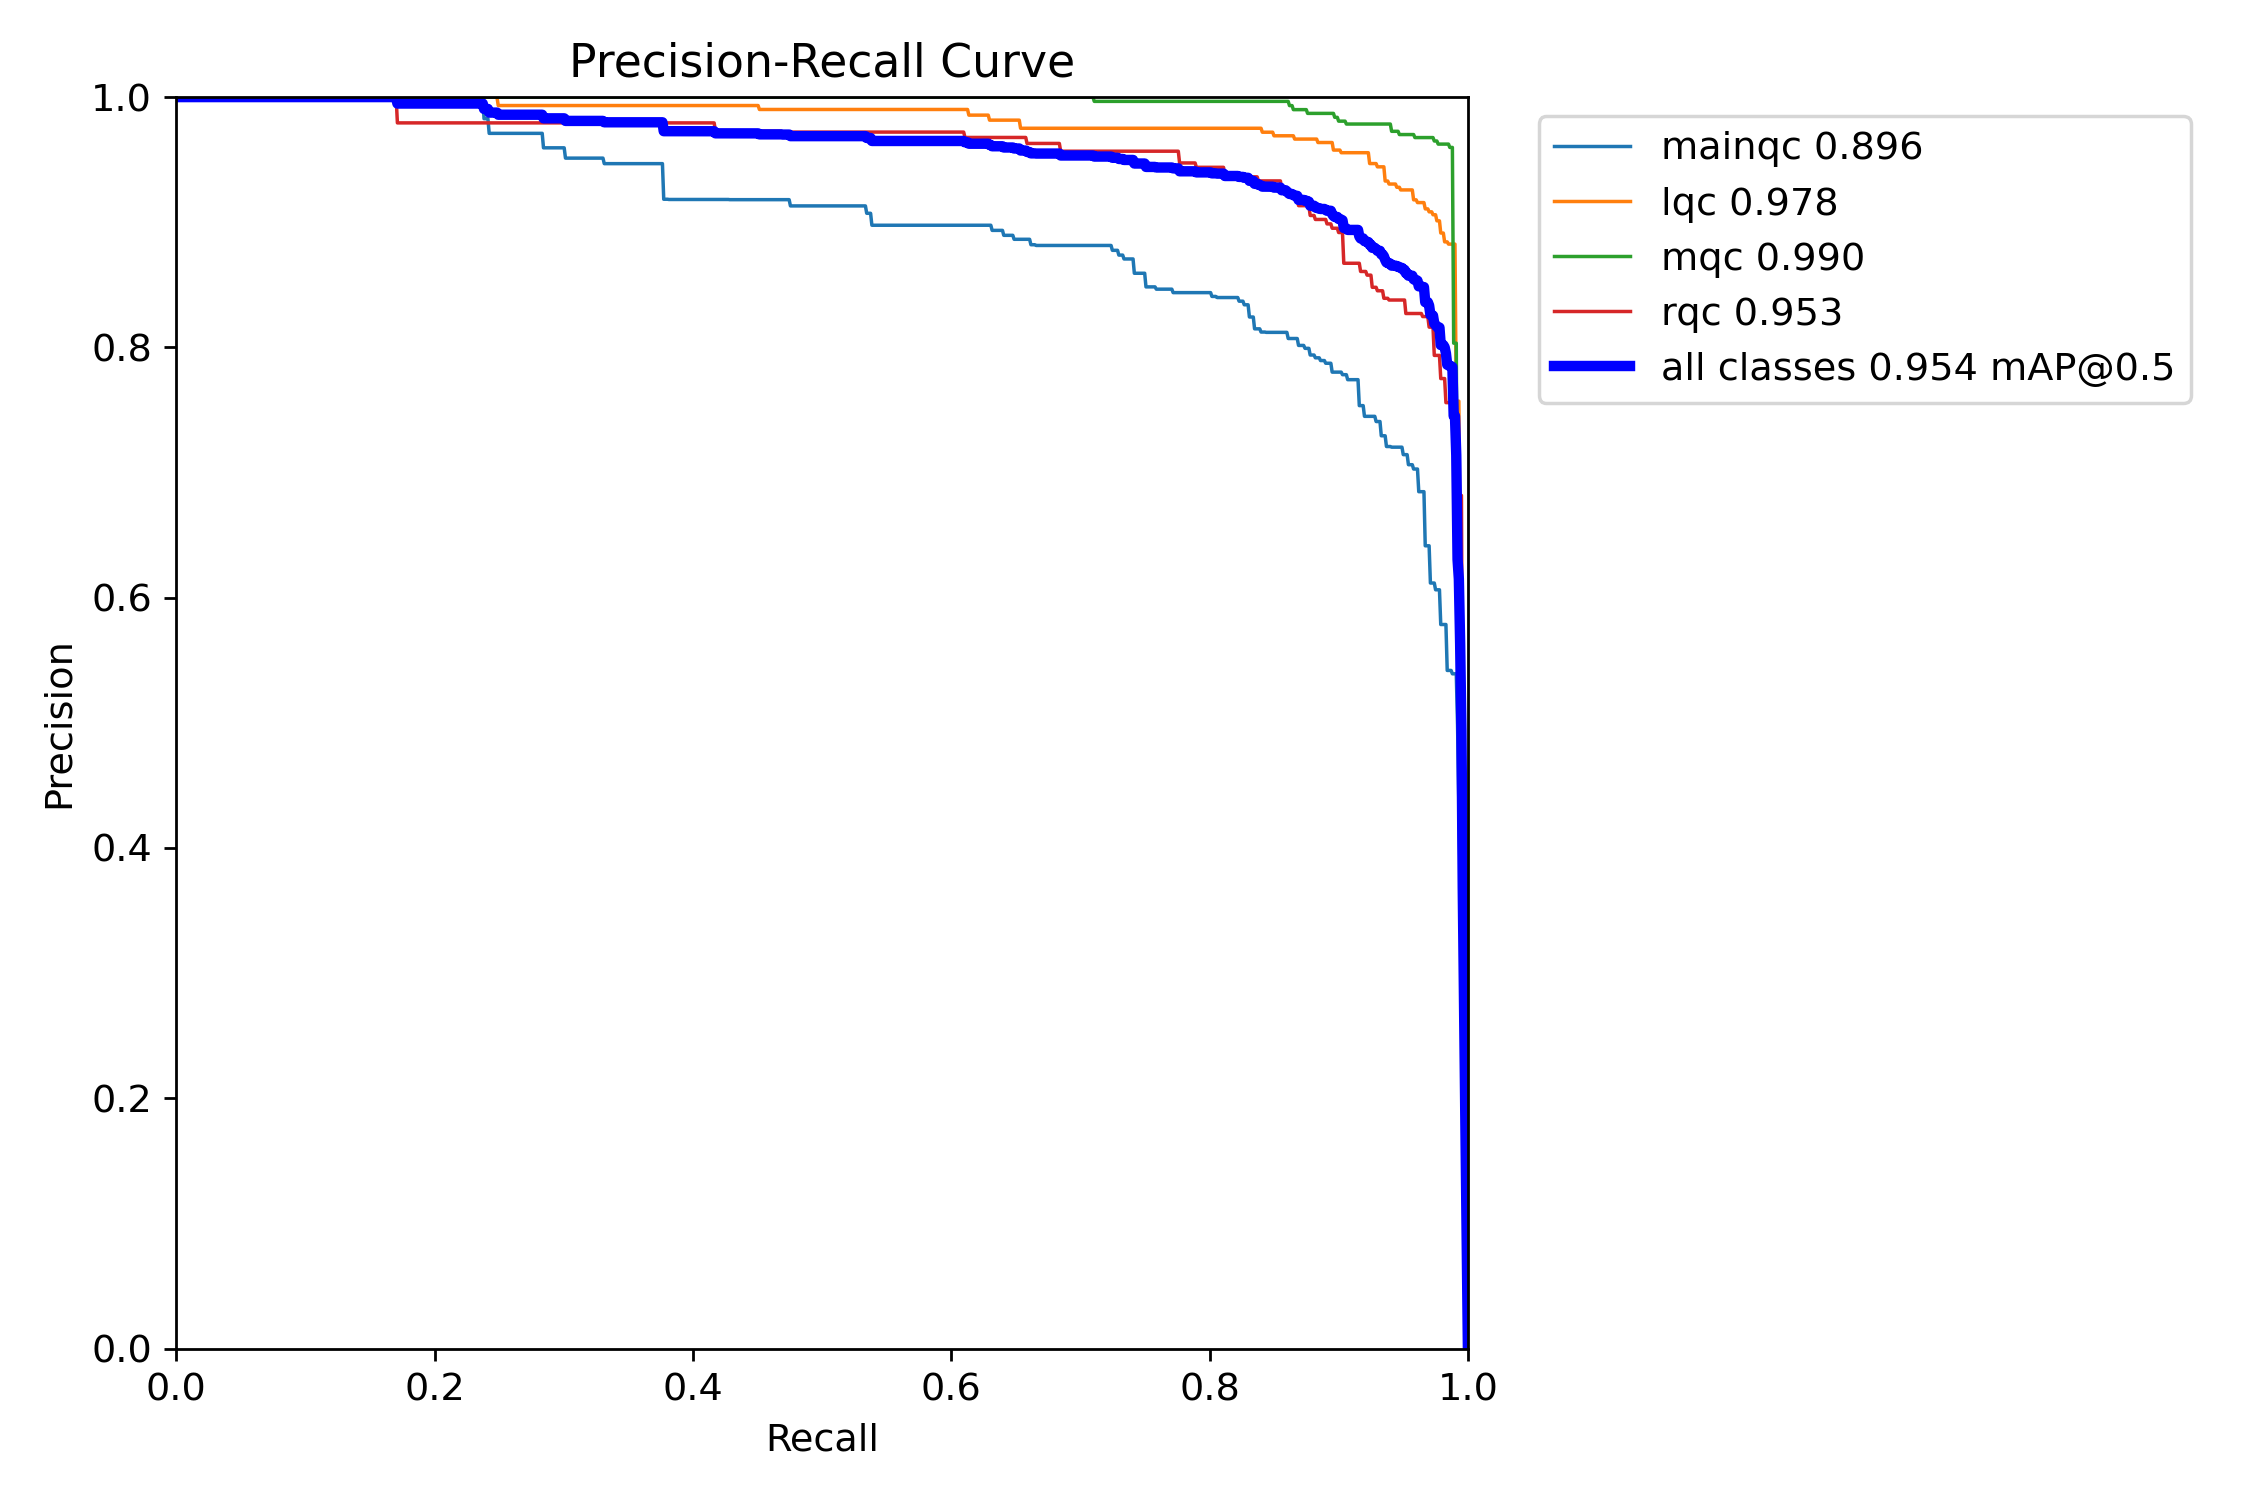 Precision-Recall Curve
1.0
0.8
0.6
0.4
0.2
0.0
Precision
0.0 0.2 0.4 0.6 0.8 1.0
Recall
mainqc 0.896
lqc 0.978
mqc 0.990
rqc 0.953
all classes 0.954 mAP@0.5